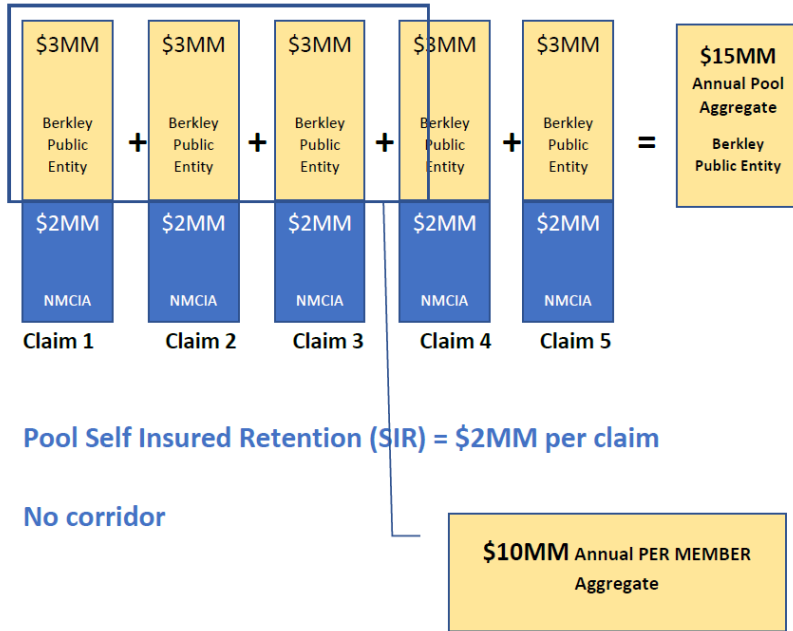 $3MM $3MM $3MM $3MM $3MM
Berkley Public Entity
+
Berkley Public Entity
+
Berkley Public Entity
+
Berkley Public Entity
+
Berkley Public Entity
=
$15MM
Annual Pool
Aggregate
Berkley
Public Entity
$2MM $2MM $2MM $2MM $2MM
NMCIA NMCIA NMCIA NMCIA NMCIA
Claim 1 Claim 2 Claim 3 Claim 4 Claim 5
Pool Self Insured Retention (SIR) = $2MM per claim
No corridor
$10MM Annual PER MEMBER
Aggregate